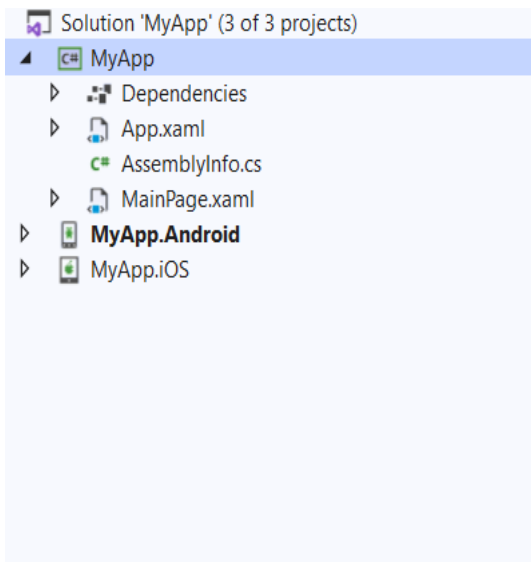 Solution 'MyApp' (3 of 3 projects)
C# MyApp
Dependencies
App.xaml
C# AssemblyInfo.cs
MainPage.xaml
MyApp.Android
MyApp.iOS